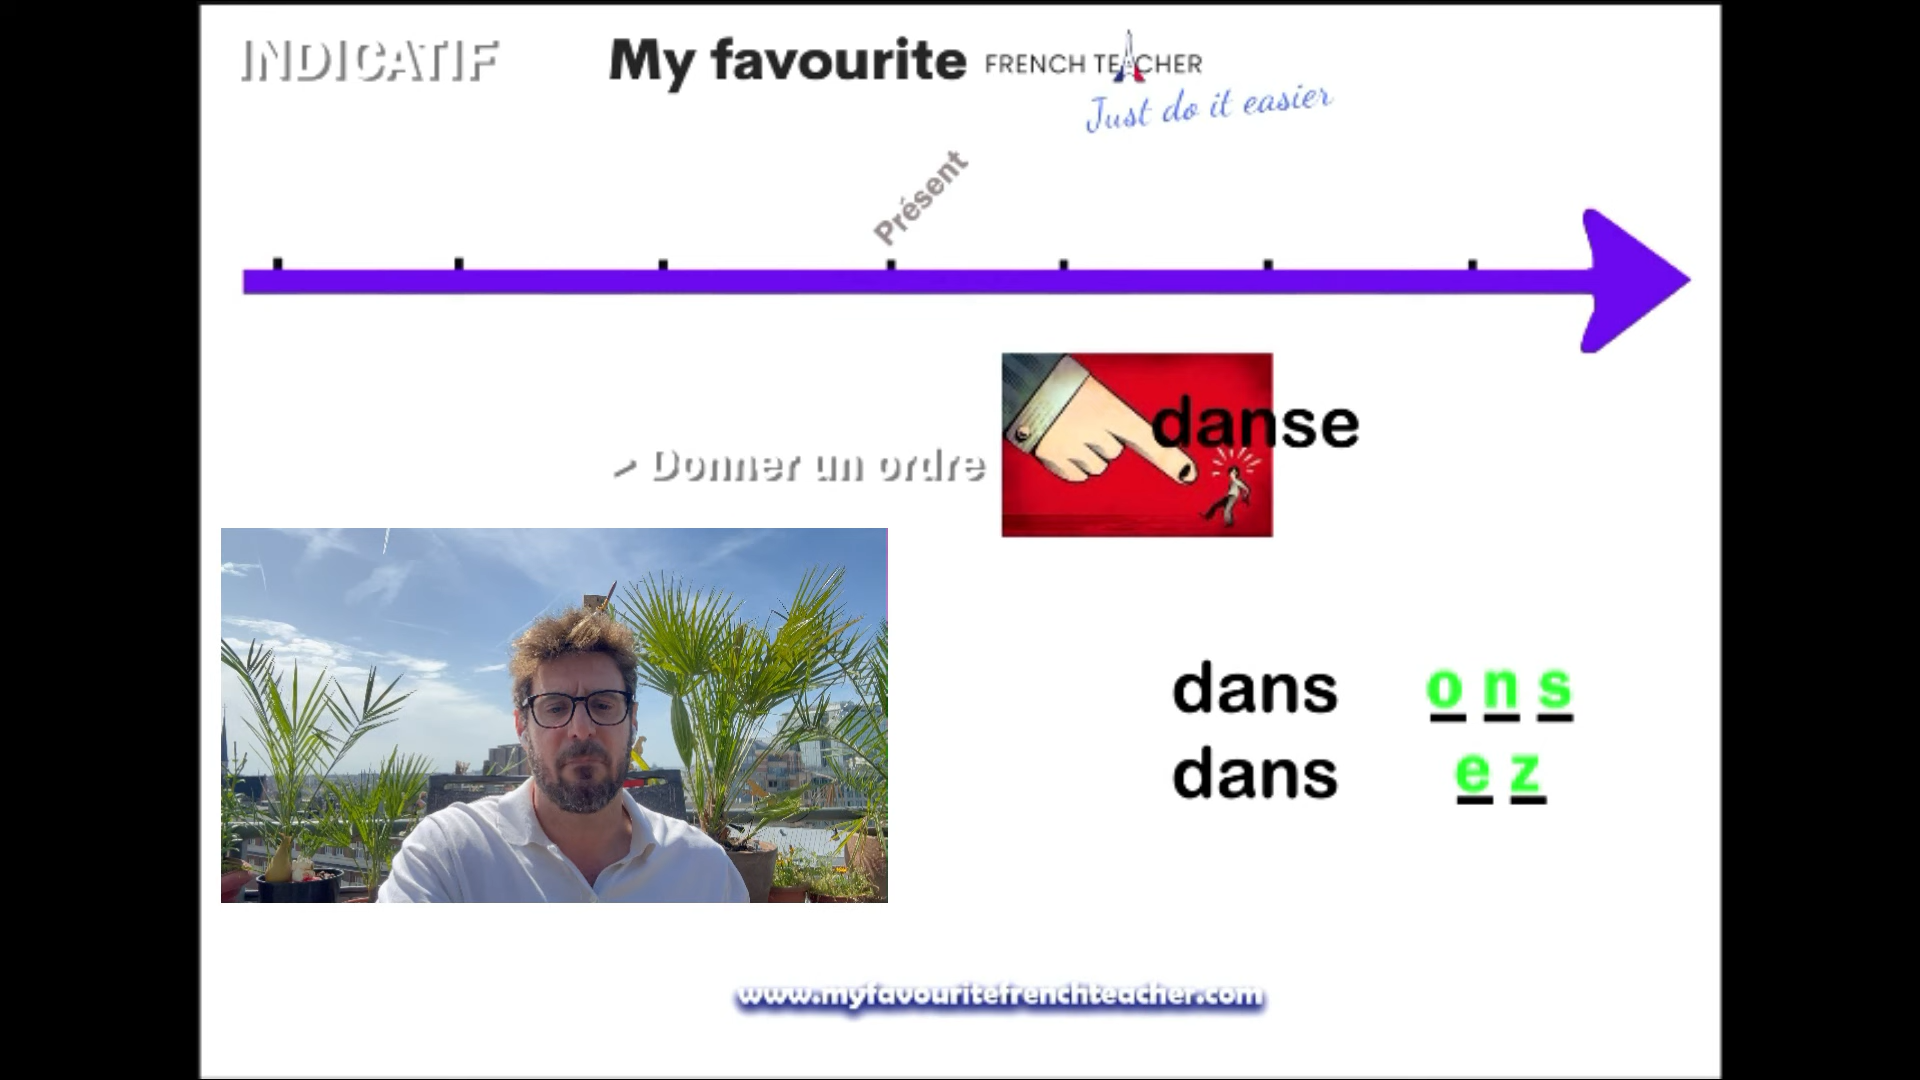 INDICATIF
My favourite FRENCH TEACHER
Just do it easier
Présent
danse
> Donner un ordre
dans ons
dans ez
www.myfavouritefrenchteacher.com